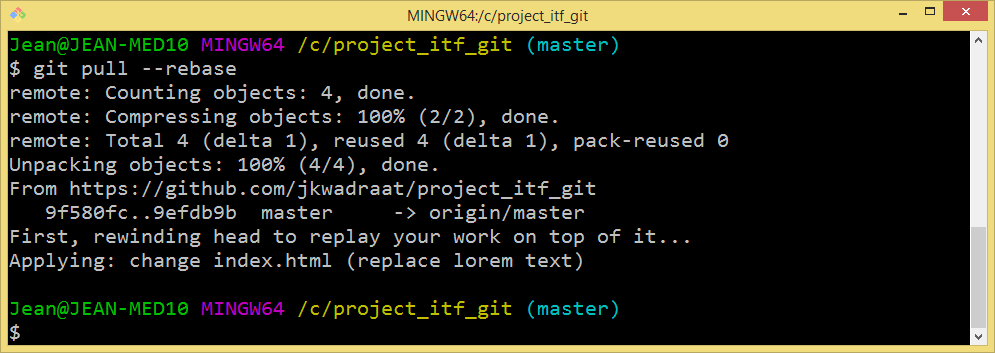 MINGW64:/c/project_itf_git
Jean@JEAN-MED10 MINGW64 /c/project_itf_git (master)
$ git pull --rebase
remote: Counting objects: 4, done.
remote: Compressing objects: 100% (2/2), done.
remote: Total 4 (delta 1), reused 4 (delta 1), pack-reused 0
Unpacking objects: 100% (4/4), done.
From https://github.com/jkwadraat/project_itf_git
   9f580fc..9efdb9b  master     -> origin/master
First, rewinding head to replay your work on top of it...
Applying: change index.html (replace lorem text)
Jean@JEAN-MED10 MINGW64 /c/project_itf_git (master)
$